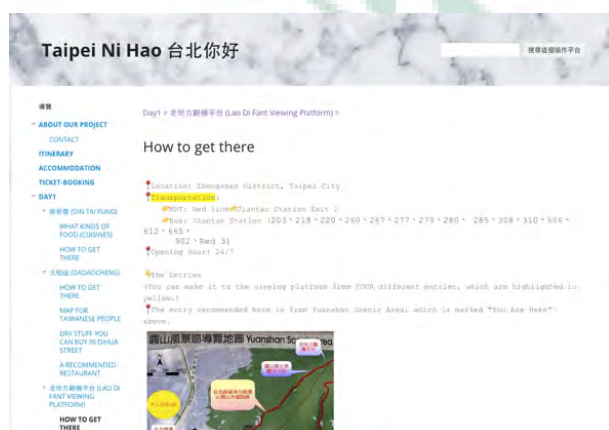 Taipei Ni Hao 台北你好
搜尋這個協作平台
導覽
ABOUT OUR PROJECT
CONTACT
ITINERARY
ACCOMMODATION
TICKET-BOOKING
DAY1
鼎泰豐 (DIN TAI FUNG)
WHAT KINDS OF
FOOD (CUISINES)
HOW TO GET
THERE
大稻埕 (DADAOCHENG)
HOW TO GET
THERE
MAP FOR
TAIWANESE PEOPLE
DRY STUFF YOU
CAN BUY IN DIHUA
STREET
A RECOMMENDED
RESTAURANT
老地方觀機平台 (LAO DI
FANT VIEWING
PLATFORM)
HOW TO GET
THERE
Day1 > 老地方觀機平台 (Lao Di Fant Viewing Platform) >
How to get there
Location: Zhongshan District, Taipei City
Transportation:
MRT: Red line Jiantan Station Exit 2
Bus: Jiantan Station (203、218、220、260、267、277、279、280、 285、308、310、606、
612、665、
902、Red 3)
Opening Hour: 24/7
The Entries
(You can make it to the viewing platform from FOUR different entries, which are highlighted in
yellow.)
The entry recommended here is from Yuanshan Scenic Area, which is marked "You Are Here"
above.
圓山風景區導覽地圖 Yuanshan Sc
rea